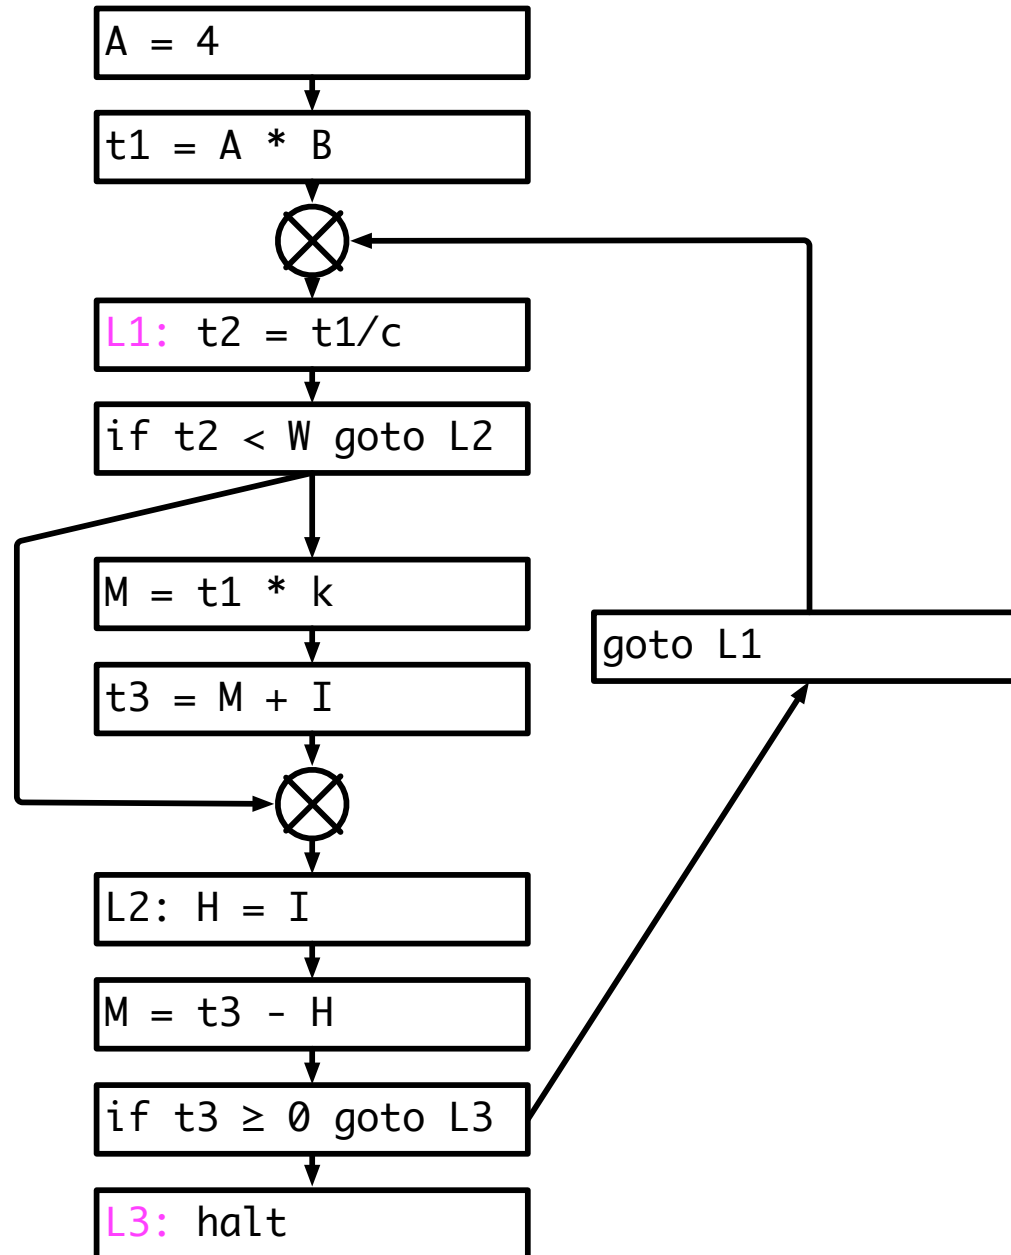 A = 4
t1 = A * B
L1: t2 = t1/c
if t2 < W goto L2
M = t1 * k
t3 = M + I
goto L1
L2: H = I
M = t3 - H
if t3 ≥ 0 goto L3
L3: halt